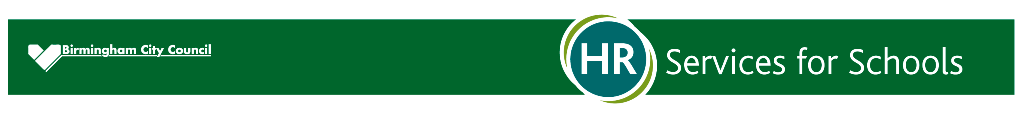 Birmingham City Council
HR Services for Schools